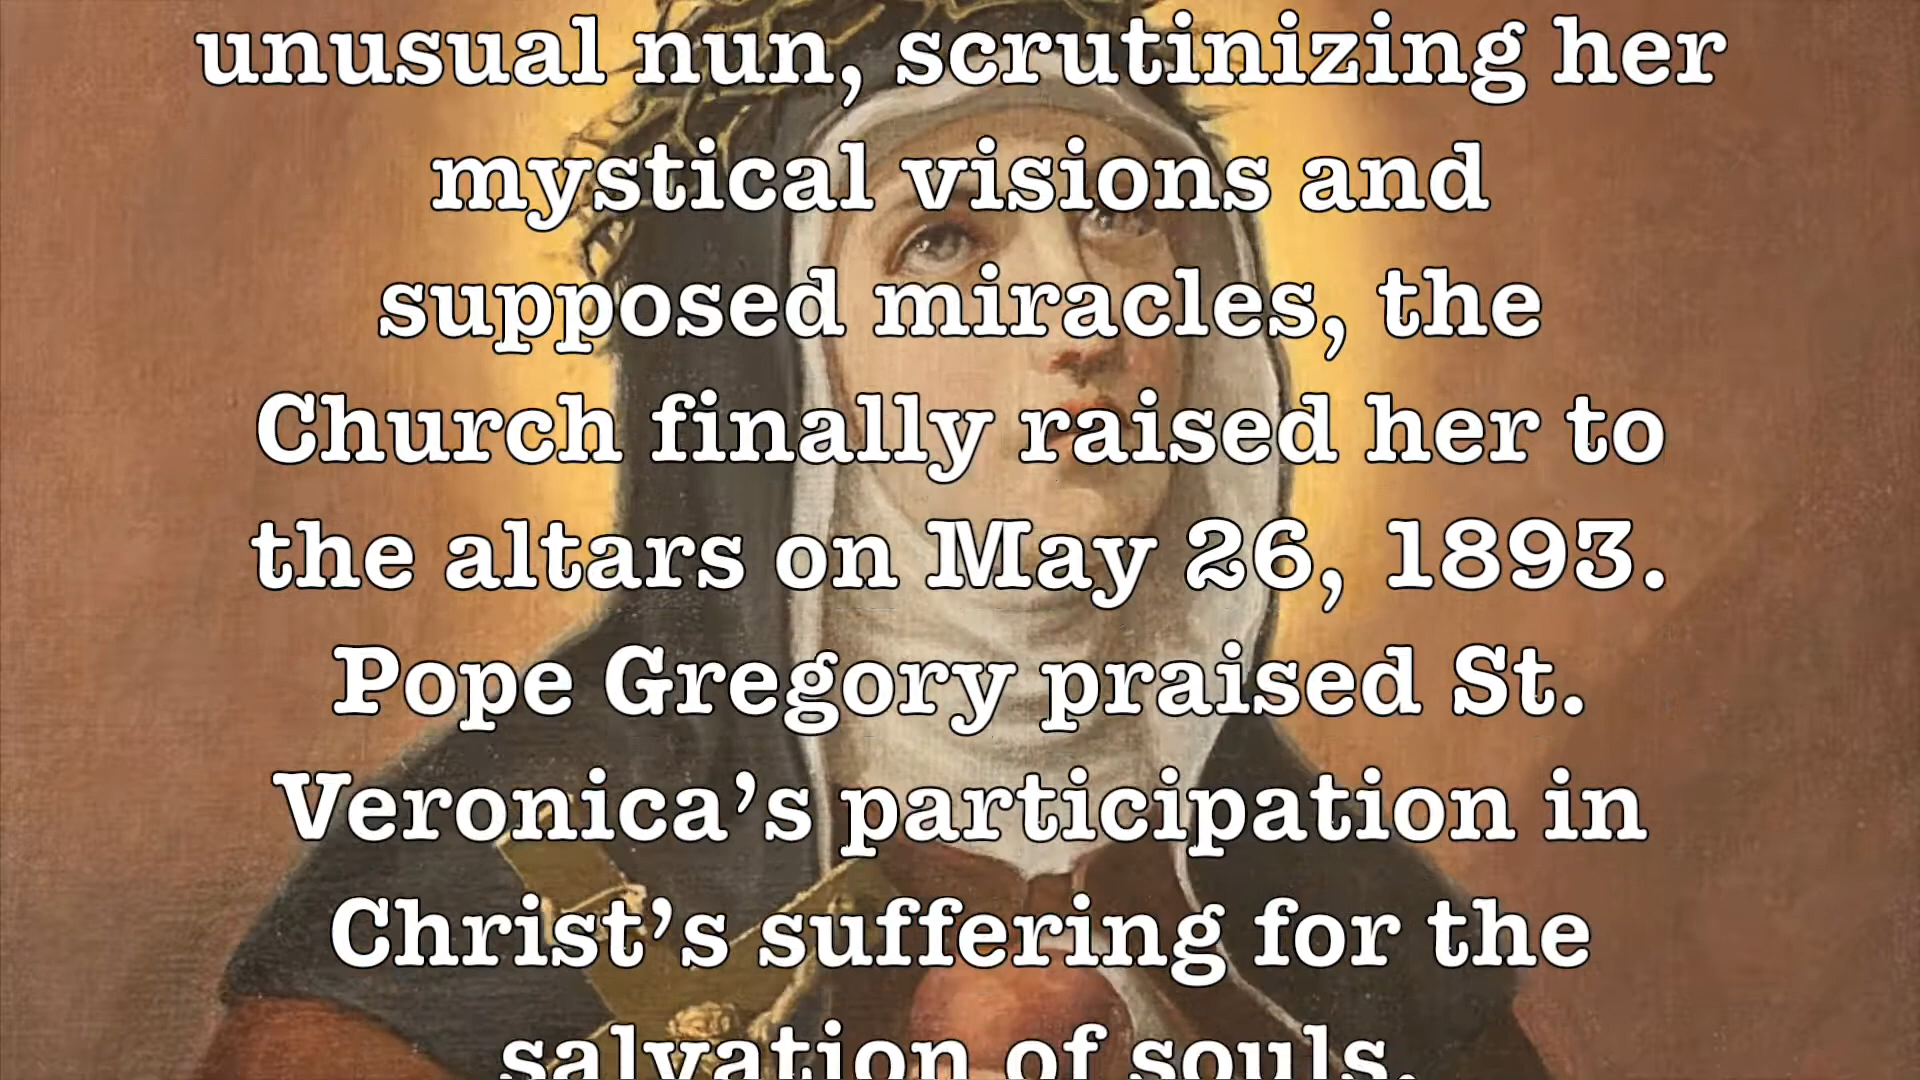 unusual nun, scrutinizing her
mystical visions and
supposed miracles, the
Church finally raised her to
the altars on May 26, 1893.
Pope Gregory praised St.
Veronica’s participation in
Christ’s suffering for the
salvation of souls.